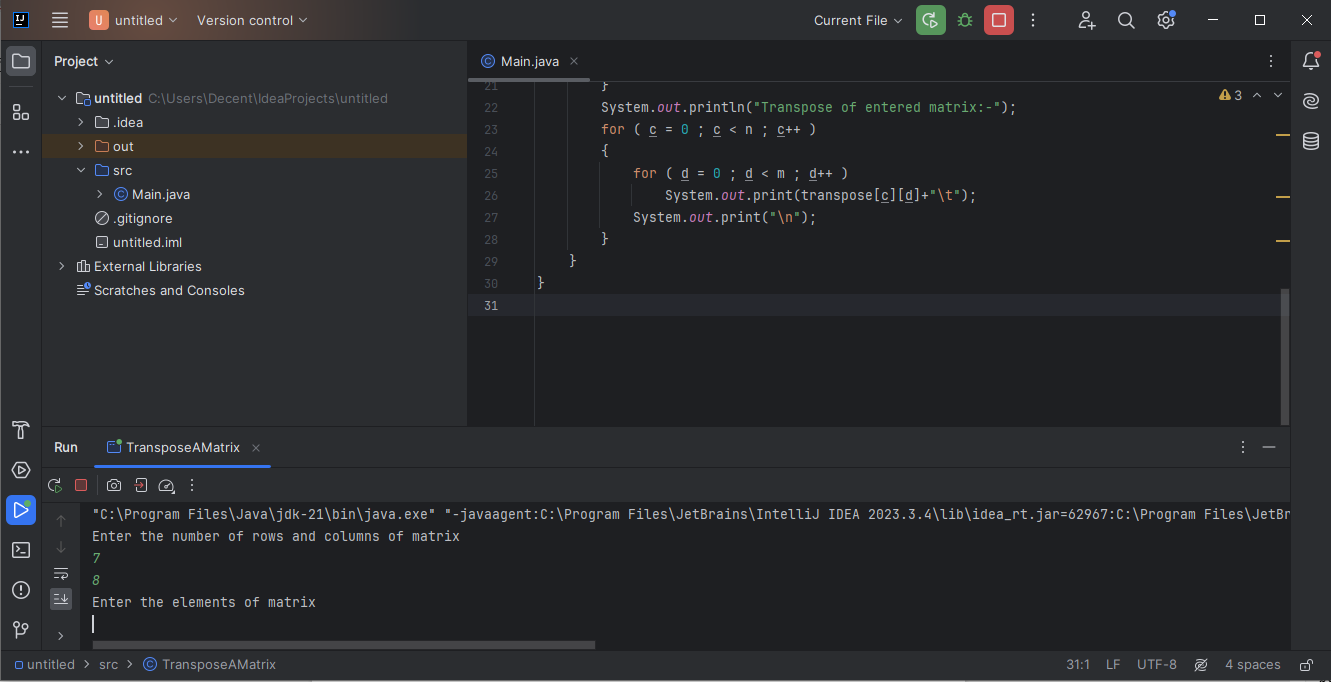 U untitled Version control Current File
Project
Main.java
untitled C:\Users\Decent\IdeaProjects\untitled
.idea
out
src
Main.java
.gitignore
untitled.iml
External Libraries
Scratches and Consoles
3
21 }
22 System.out.println("Transpose of entered matrix:-");
23 for ( c = 0 ; c < n ; c++ )
24 {
25 for ( d = 0 ; d < m ; d++ )
26 System.out.print(transpose[c][d]+"\t");
27 System.out.print("\n");
28 }
29 }
30 }
31
Run TransposeAMatrix
"C:\Program Files\Java\jdk-21\bin\java.exe" "-javaagent:C:\Program Files\JetBrains\IntelliJ IDEA 2023.3.4\lib\idea_rt.jar=62967:C:\Program Files\JetBr
Enter the number of rows and columns of matrix
7
8
Enter the elements of matrix
untitled > src > TransposeAMatrix 31:1 LF UTF-8 4 spaces